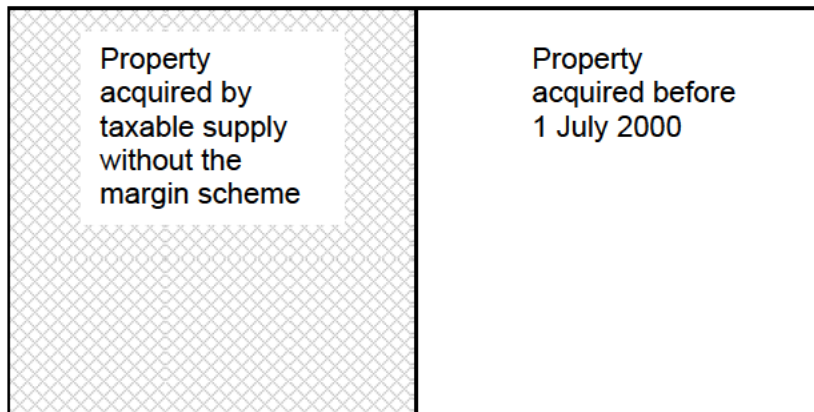 Property
acquired by
taxable supply
without the
margin scheme
Property
acquired before
1 July 2000